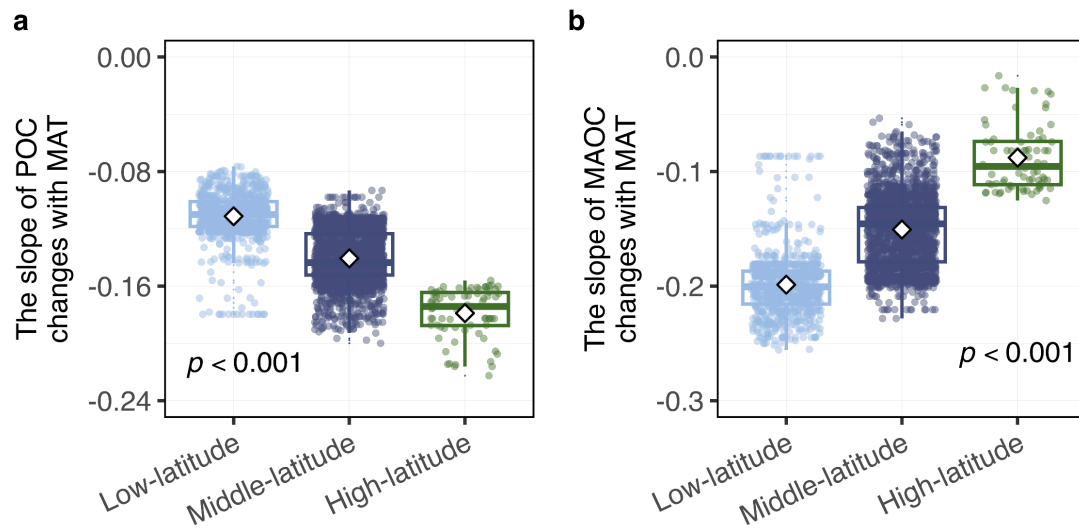 a
The slope of POC
changes with MAT
0.00
-0.08
-0.16
-0.24
p < 0.001
Low-latitude
Middle-latitude
High-latitude
b
The slope of MAOC
changes with MAT
-0.0
-0.1
-0.2
-0.3
p < 0.001
Low-latitude
Middle-latitude
High-latitude